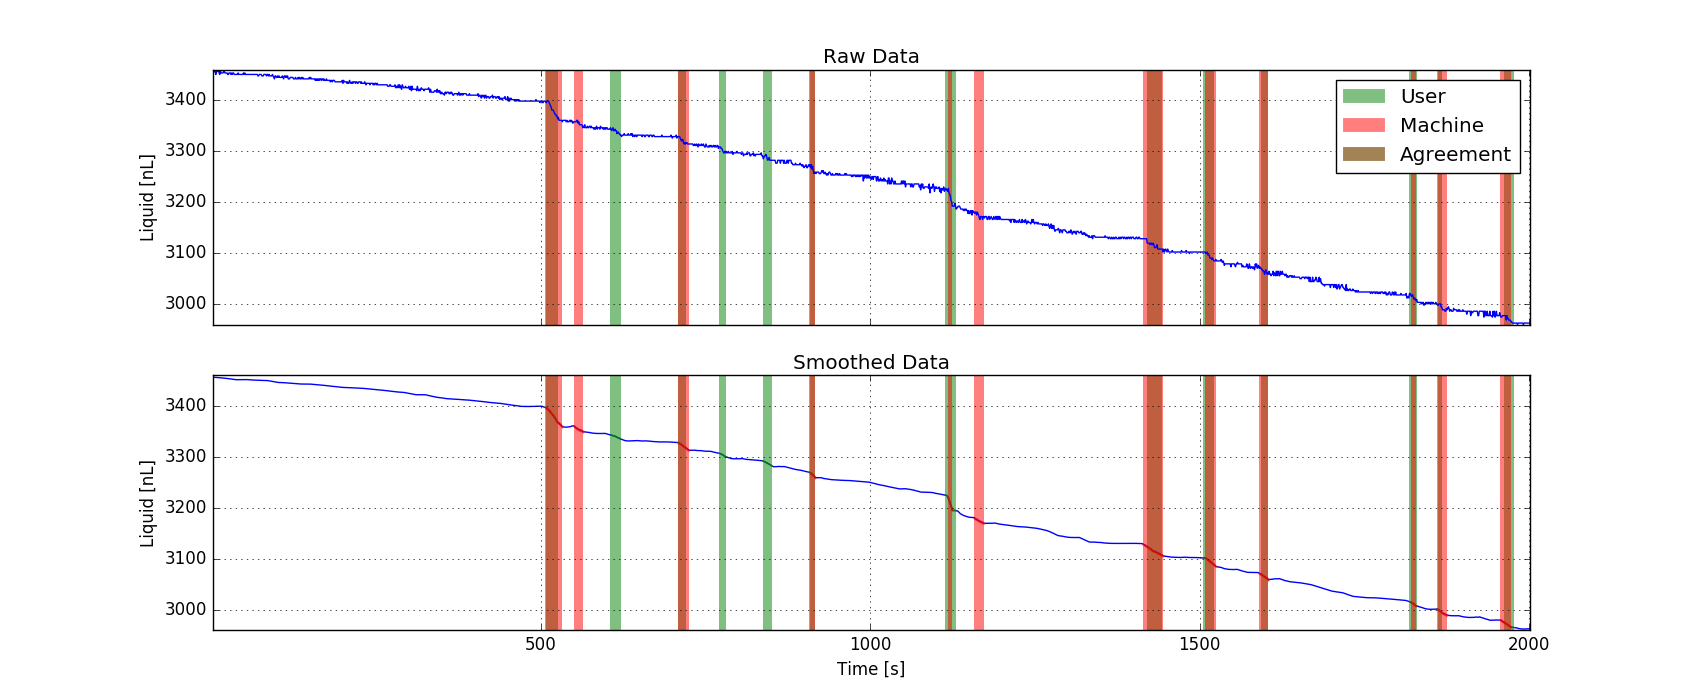 Raw Data
3400
3300
3200
3100
3000
Liquid [nL]
User
Machine
Agreement
Smoothed Data
3400
3300
3200
3100
3000
Liquid [nL]
500
1000
1500
2000
Time [s]